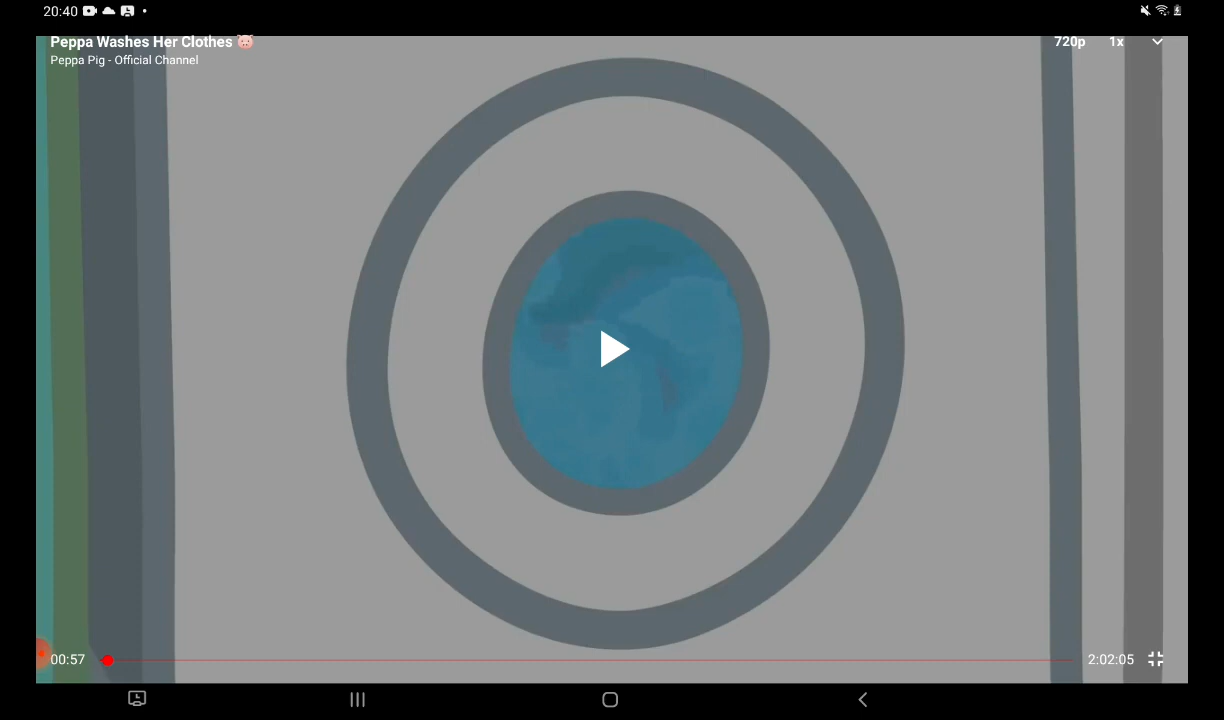 20:40
Peppa Washes Her Clothes 🐷
720p 1x
Peppa Pig - Official Channel
00:57
2:02:05